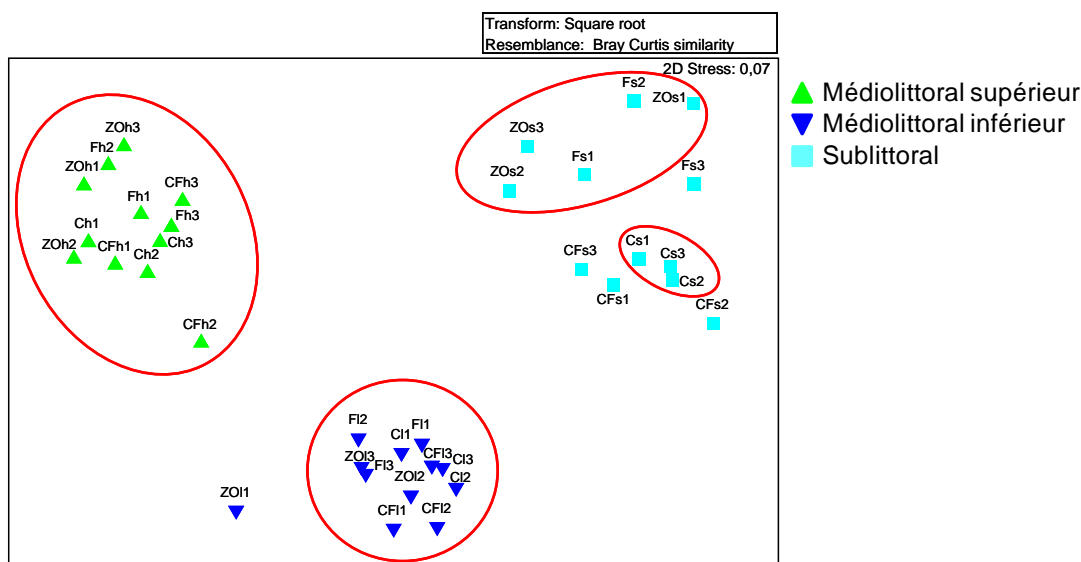 Transform: Square root
Resemblance: Bray Curtis similarity
2D Stress: 0,07
Médiolittoral supérieur
Médiolittoral inférieur
Sublittoral
Fs2
ZOs1
ZOs3
Fs1
ZOs2
Fs3
ZOh3
Fh2
ZOh1
CFh3
Fh1
Fh3
Ch1
Ch3
ZOh2
CFh1
Ch2
CFh2
Cs1
Cs3
Cs2
CFs3
CFs1
CFs2
Fl2
Fl1
Cl1
ZOl3
Fl3
CFl3
Cl3
ZOl2
Cl2
CFl1
CFl2
ZOl1